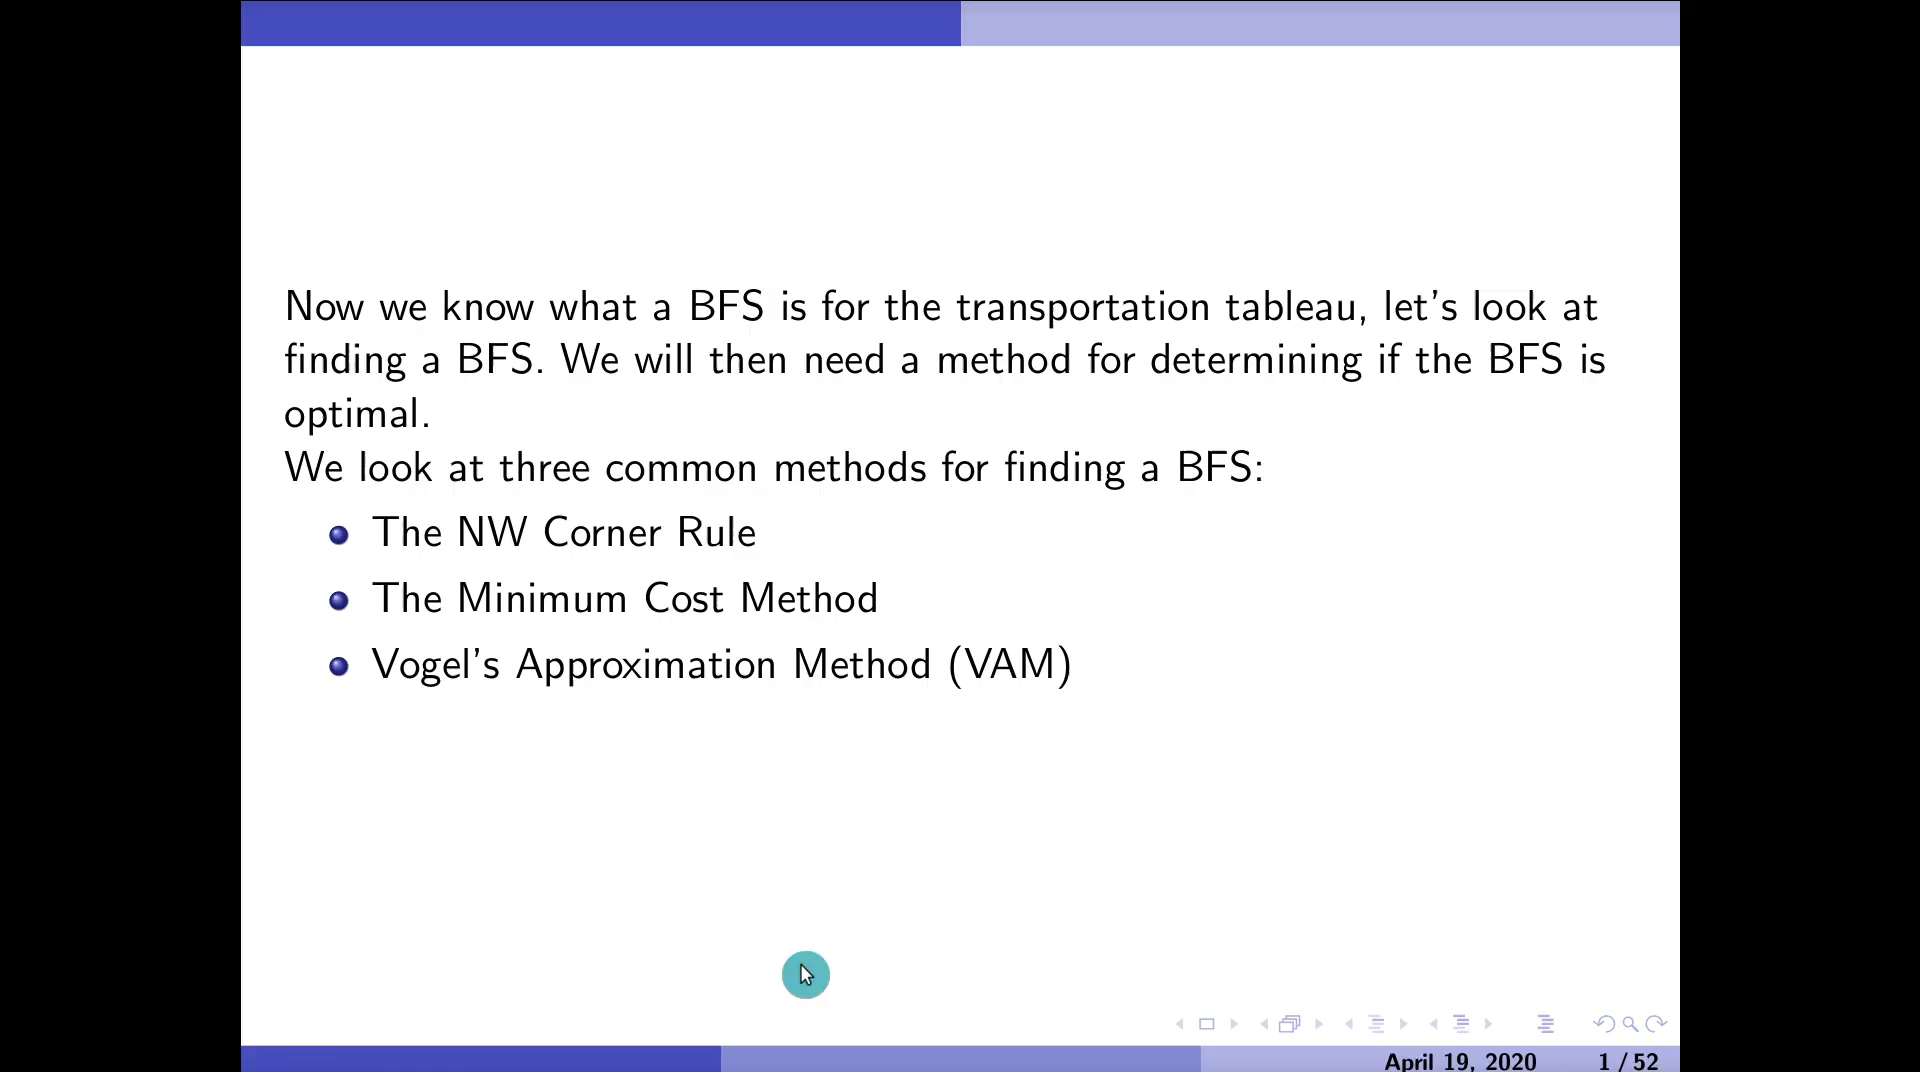 Now we know what a BFS is for the transportation tableau, let's look at
finding a BFS. We will then need a method for determining if the BFS is
optimal.
We look at three common methods for finding a BFS:
The NW Corner Rule
The Minimum Cost Method
Vogel's Approximation Method (VAM)
April 19, 2020 1 / 52